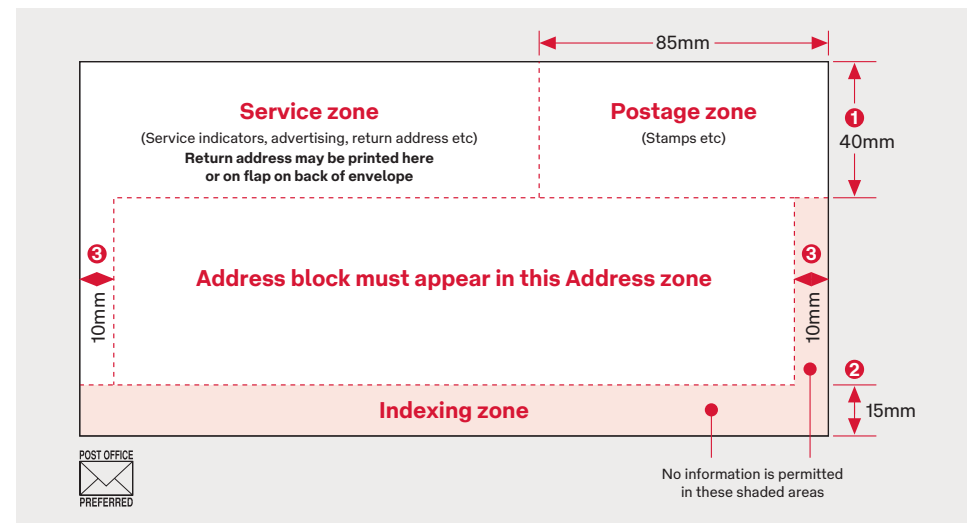 85mm
Service zone
(Service indicators, advertising, return address etc)
Return address may be printed here
or on flap on back of envelope
Postage zone
(Stamps etc)
1
40mm
3
10mm
Address block must appear in this Address zone
3
10mm
2
15mm
Indexing zone
POST OFFICE
PREFERRED
No information is permitted
in these shaded areas